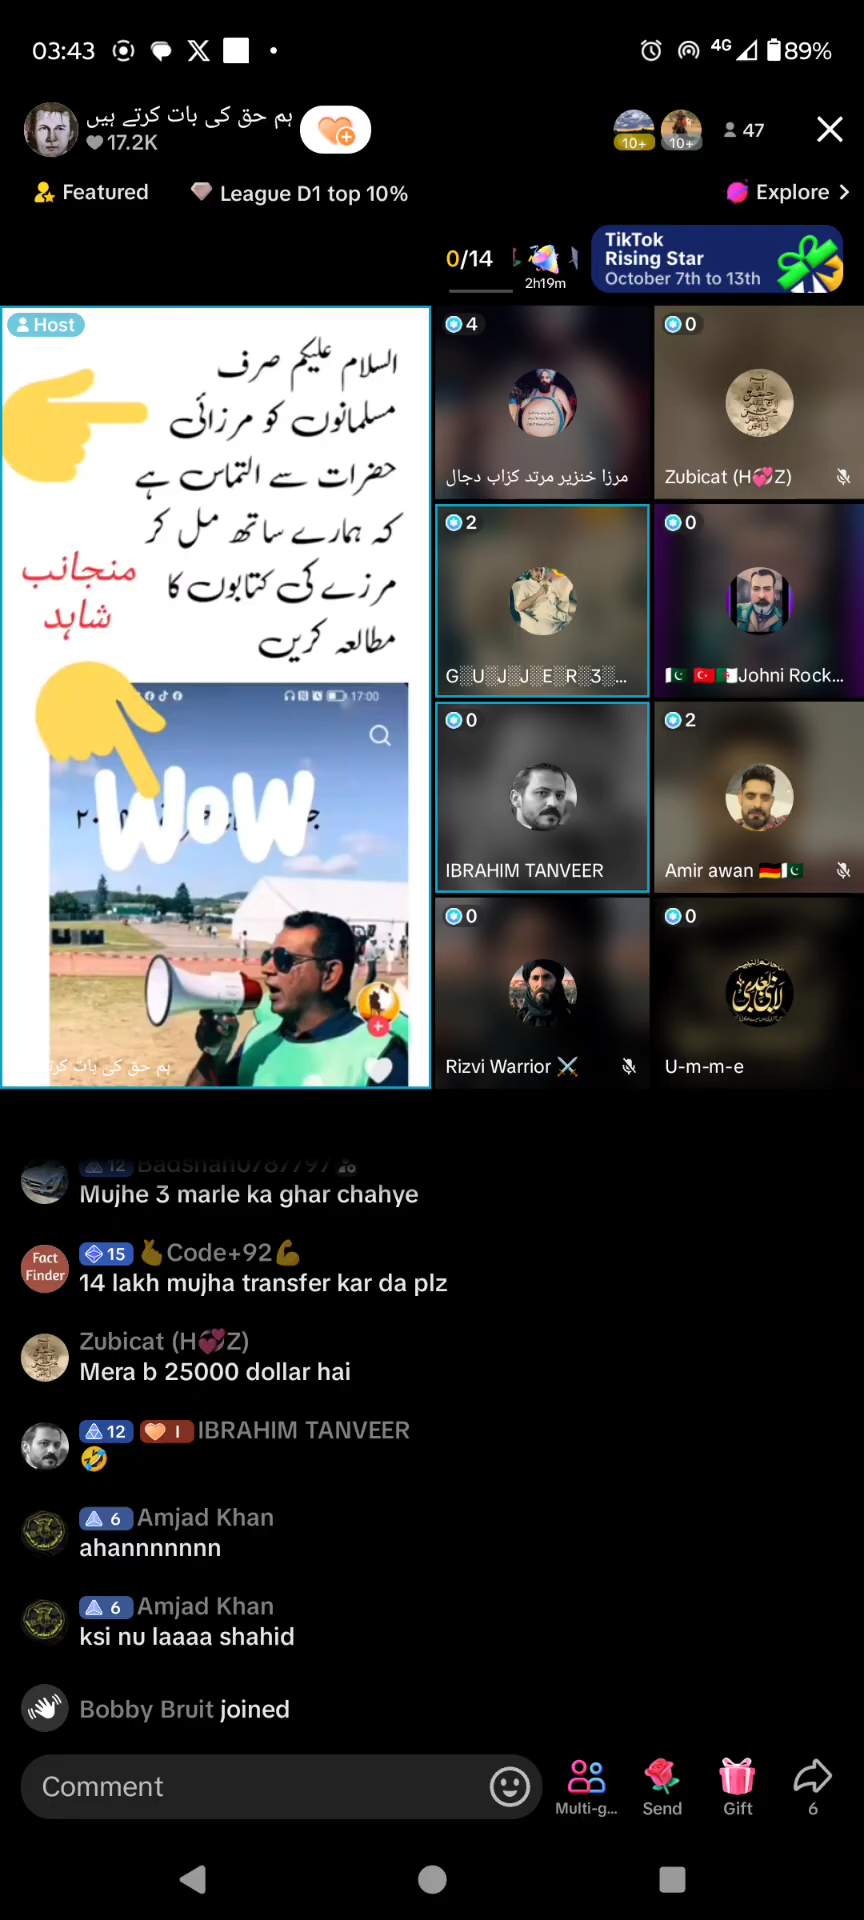 03:43
4G
89%
ہم حق کی بات کرتے ہیں
17.2K
10+
10+
47
Featured
League D1 top 10%
Explore
0/14
2h19m
TikTok
Rising Star
October 7th to 13th
Host
السلام علیکم صرف
مسلمانوں کو مرزائی
حضرات سے التماس ہے
کہ ہمارے ساتھ مل کر
مرزے کی کتابوں کا
مطالعہ کریں
منجانب
شاہد
17:00
WoW
ہم حق کی بات کرتے
4
مرزا خنزیر مرتد کزاب دجال
0
Zubicat (H💞Z)
2
G░U░J░J░E░R░3░...
0
🇵🇰 🇹🇷🇩🇿Johni Rock...
0
IBRAHIM TANVEER
2
Amir awan 🇩🇪🇵🇰
0
Rizvi Warrior ⚔️
0
U-m-m-e
12 Badshah0787797
Mujhe 3 marle ka ghar chahye
Fact
Finder
15 🫰Code+92💪
14 lakh mujha transfer kar da plz
Zubicat (H💞Z)
Mera b 25000 dollar hai
12 I IBRAHIM TANVEER
🤣
6 Amjad Khan
ahannnnnnn
6 Amjad Khan
ksi nu laaaa shahid
Bobby Bruit joined
Comment
Multi-g...
Send
Gift
6